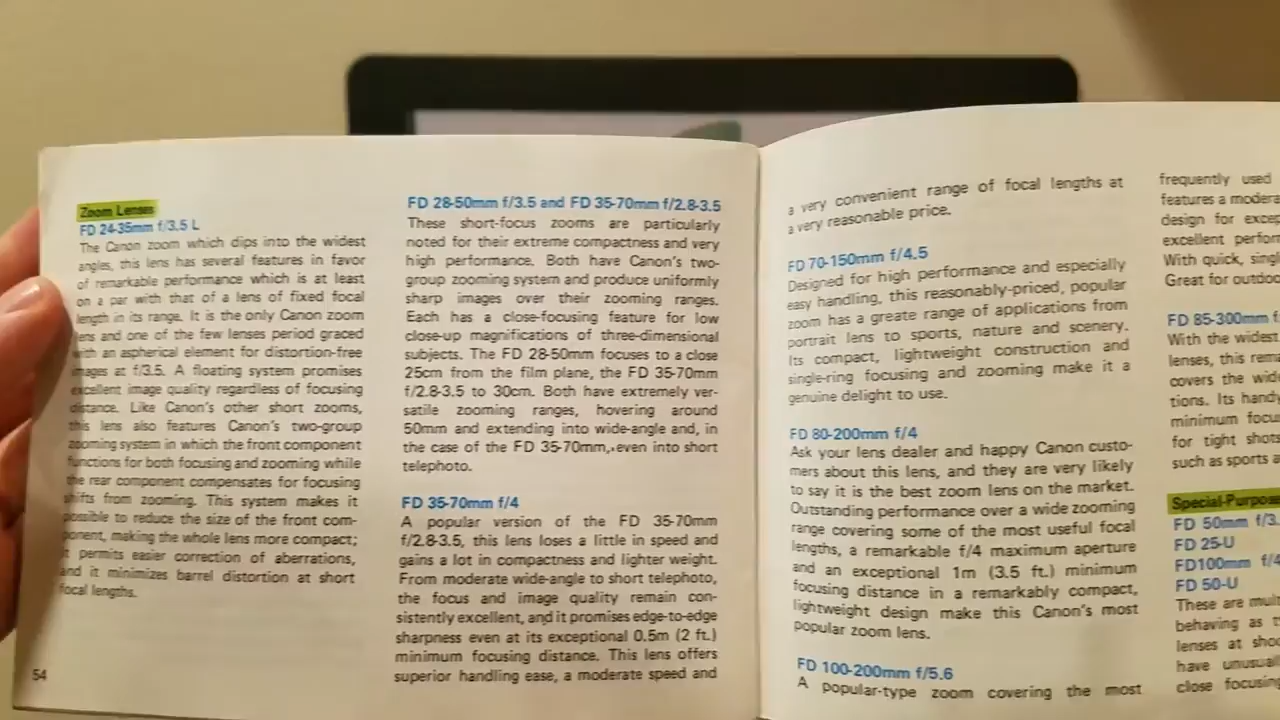 Zoom Lenses
FD 24-35mm f/3.5 L
The Canon zoom which dips into the widest
angles, this lens has several features in favor
of remarkable performance which is at least
on a par with that of a lens of fixed focal
length in its range. It is the only Canon zoom
lens and one of the few lenses period graced
with an aspherical element for distortion-free
images at f/3.5. A floating system promises
excellent image quality regardless of focusing
distance. Like Canon's other short zooms,
this lens also features Canon's two-group
zooming system in which the front component
functions for both focusing and zooming while
the rear component compensates for focusing
shifts from zooming. This system makes it
possible to reduce the size of the front com-
ponent, making the whole lens more compact;
it permits easier correction of aberrations,
and it minimizes barrel distortion at short
focal lengths.
54
FD 28-50mm f/3.5 and FD 35-70mm f/2.8-3.5
These short-focus zooms are particularly
noted for their extreme compactness and very
high performance. Both have Canon's two-
group zooming system and produce uniformly
sharp images over their zooming ranges.
Each has a close-focusing feature for low
close-up magnifications of three-dimensional
subjects. The FD 28-50mm focuses to a close
25cm from the film plane, the FD 35-70mm
f/2.8-3.5 to 30cm. Both have extremely ver-
satile zooming ranges, hovering around
50mm and extending into wide-angle and, in
the case of the FD 35-70mm, even into short
telephoto.
FD 35-70mm f/4
A popular version of the FD 35-70mm
f/2.8-3.5, this lens loses a little in speed and
gains a lot in compactness and lighter weight.
From moderate wide-angle to short telephoto,
the focus and image quality remain con-
sistently excellent, and it promises edge-to-edge
sharpness even at its exceptional 0.5m (2 ft.)
minimum focusing distance. This lens offers
superior handling ease, a moderate speed and
a very convenient range of focal lengths at
a very reasonable price.
FD 70-150mm f/4.5
Designed for high performance and especially
easy handling, this reasonably-priced, popular
zoom has a greate range of applications from
portrait lens to sports, nature and scenery.
Its compact, lightweight construction and
single-ring focusing and zooming make it a
genuine delight to use.
FD 80-200mm f/4
Ask your lens dealer and happy Canon custo-
mers about this lens, and they are very likely
to say it is the best zoom lens on the market.
Outstanding performance over a wide zooming
range covering some of the most useful focal
lengths, a remarkable f/4 maximum aperture
and an exceptional 1m (3.5 ft.) minimum
focusing distance in a remarkably compact,
lightweight design make this Canon's most
popular zoom lens.
FD 100-200mm f/5.6
A popular-type zoom covering the most
frequently used
features a modera
design for exce
excellent perfor
With quick, singl
Great for outdoo
FD 85-300mm f
With the widest
lenses, this rema
covers the wid
tions. Its handy
minimum focu
for tight shots
such as sports a
Special-Purpose
FD 50mm f/3.
FD 25-U
FD100mm f/4
FD 50-U
These are mul
behaving as t
lenses at shor
have unusual
close focusing